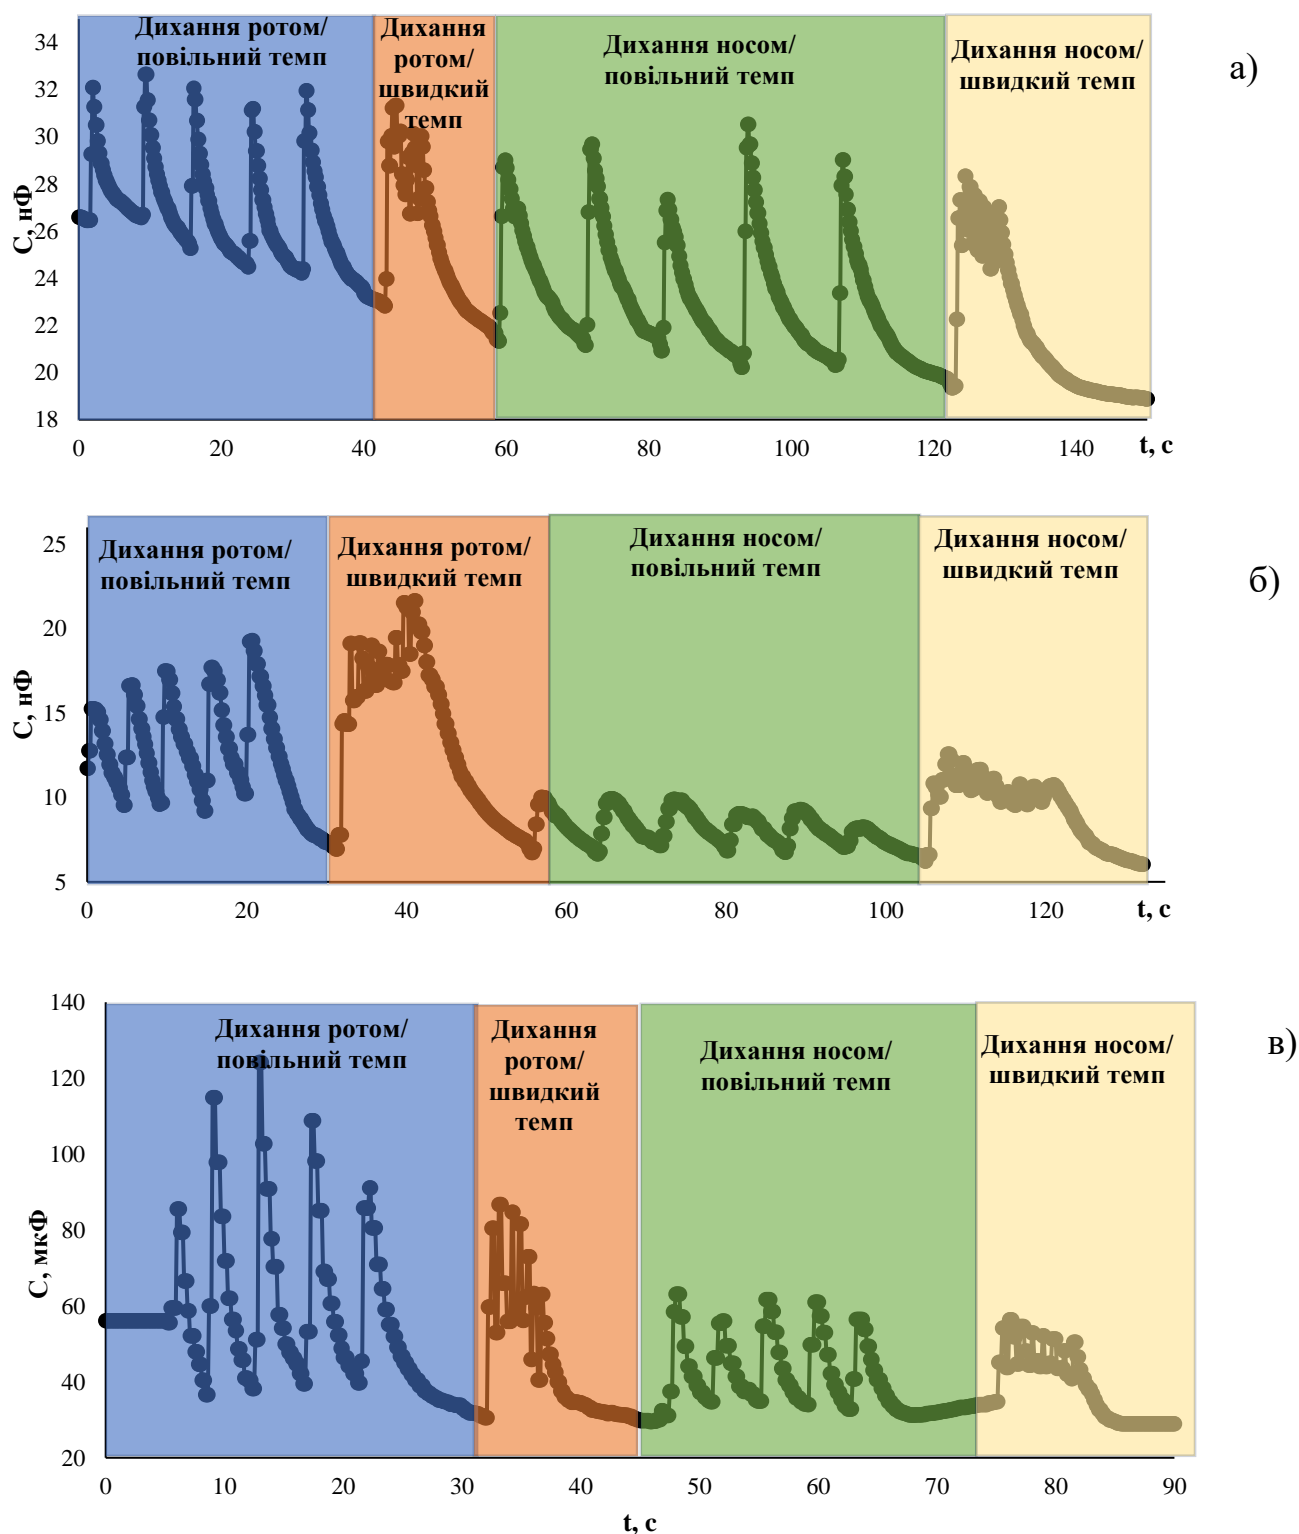 Дихання ротом/
повільний темп
Дихання
ротом/
швидкий
темп
Дихання носом/
повільний темп
Дихання носом/
швидкий темп
а)
34
32
30
28
26
24
22
20
18
С, нФ
0
20
40
60
80
100
120
140
t, с
Дихання ротом/
повільний темп
Дихання ротом/
швидкий темп
Дихання носом/
повільний темп
Дихання носом/
швидкий темп
б)
25
20
15
10
5
С, нФ
0
20
40
60
80
100
120
t, с
Дихання ротом/
повільний темп
Дихання
ротом/
швидкий
темп
Дихання носом/
повільний темп
Дихання носом/
швидкий темп
в)
140
120
100
80
60
40
20
С, мкФ
0
10
20
30
40
50
60
70
80
90
t, с